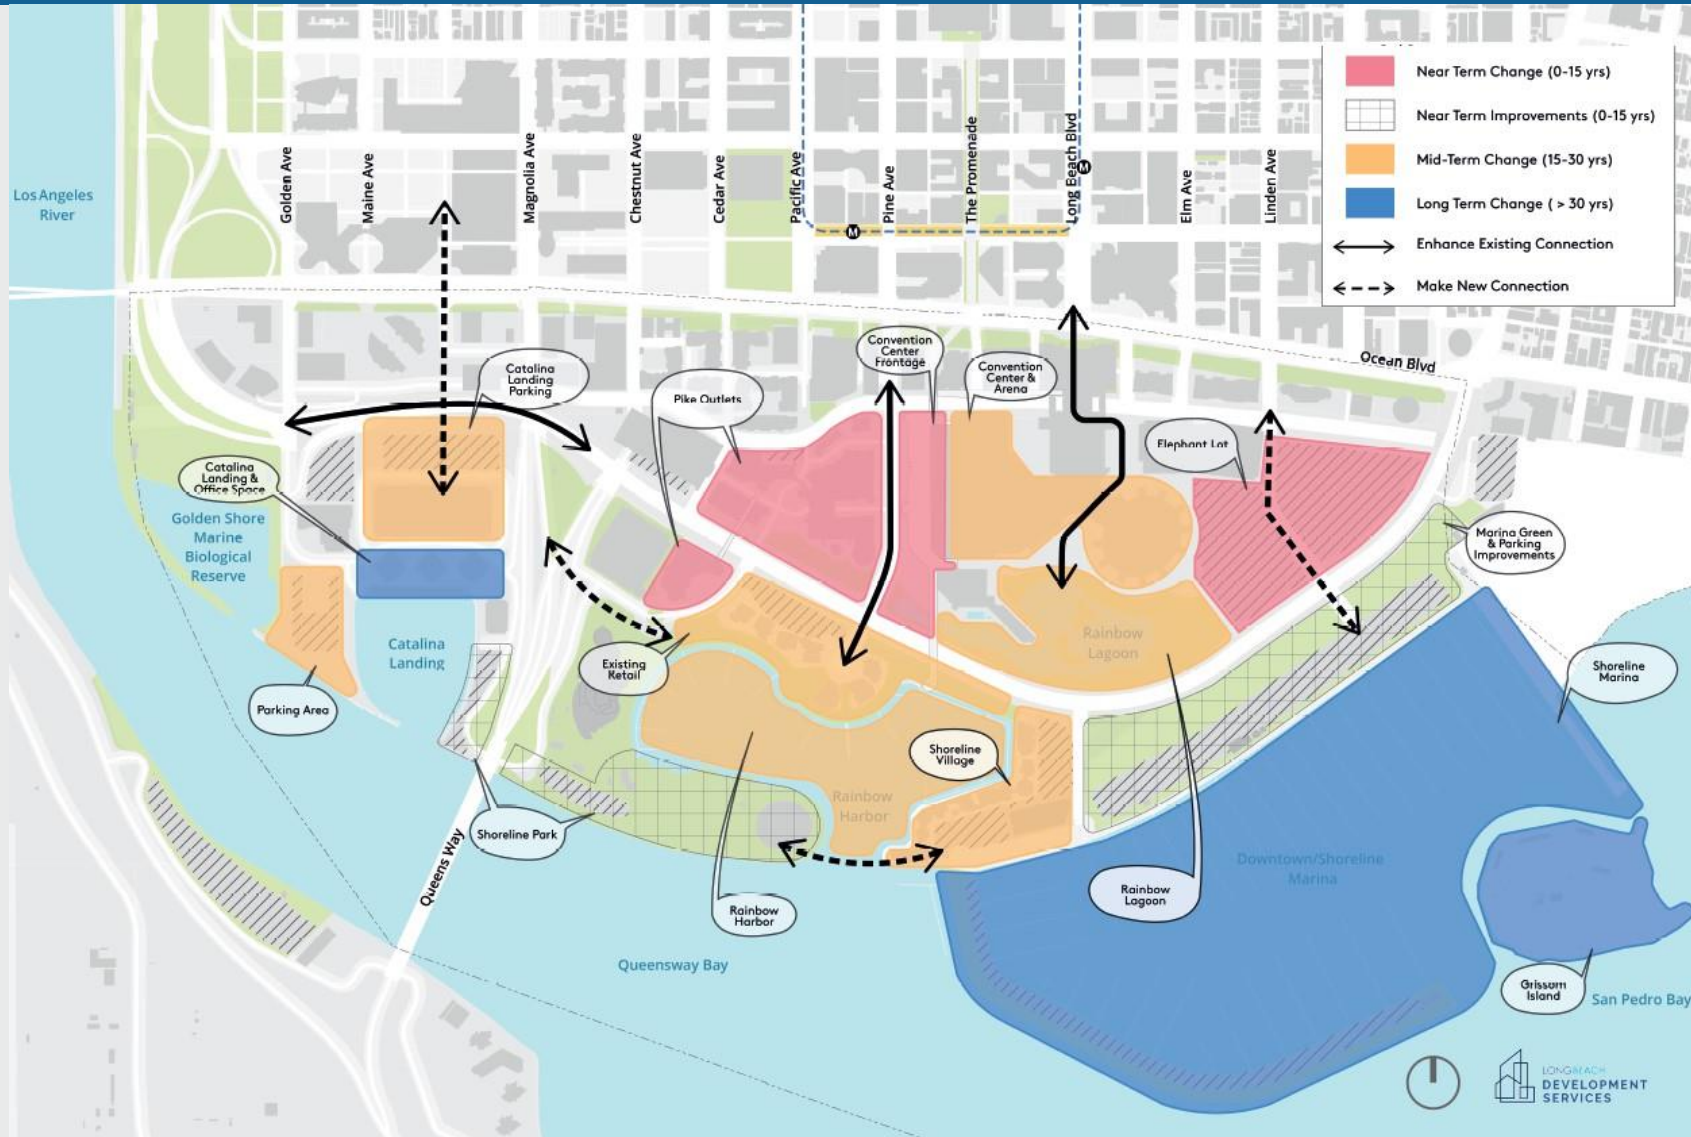 Near Term Change (0-15 yrs)
Near Term Improvements (0-15 yrs)
Mid-Term Change (15-30 yrs)
Long Term Change ( > 30 yrs)
Enhance Existing Connection
Make New Connection
Los Angeles
River
Golden Ave
Maine Ave
Magnolia Ave
Chestnut Ave
Cedar Ave
Pacific Ave
Pine Ave
The Promenade
Long Beach Blvd
Elm Ave
Linden Ave
M
M
Ocean Blvd
Catalina
Landing
Parking
Pike Outlets
Convention
Center
Frontage
Convention
Center &
Arena
Elephant Lot
Catalina
Landing &
Office Space
Golden Shore
Marine
Biological
Reserve
Marina Green
& Parking
Improvements
Catalina
Landing
Existing
Retail
Rainbow
Lagoon
Shoreline
Marina
Parking Area
Shoreline
Village
Rainbow
Harbor
Shoreline Park
Queens Way
Downtown/Shoreline
Marina
Rainbow
Lagoon
Rainbow
Harbor
Queensway Bay
Grissum
Island
San Pedro Bay
LONGBEACH
DEVELOPMENT
SERVICES